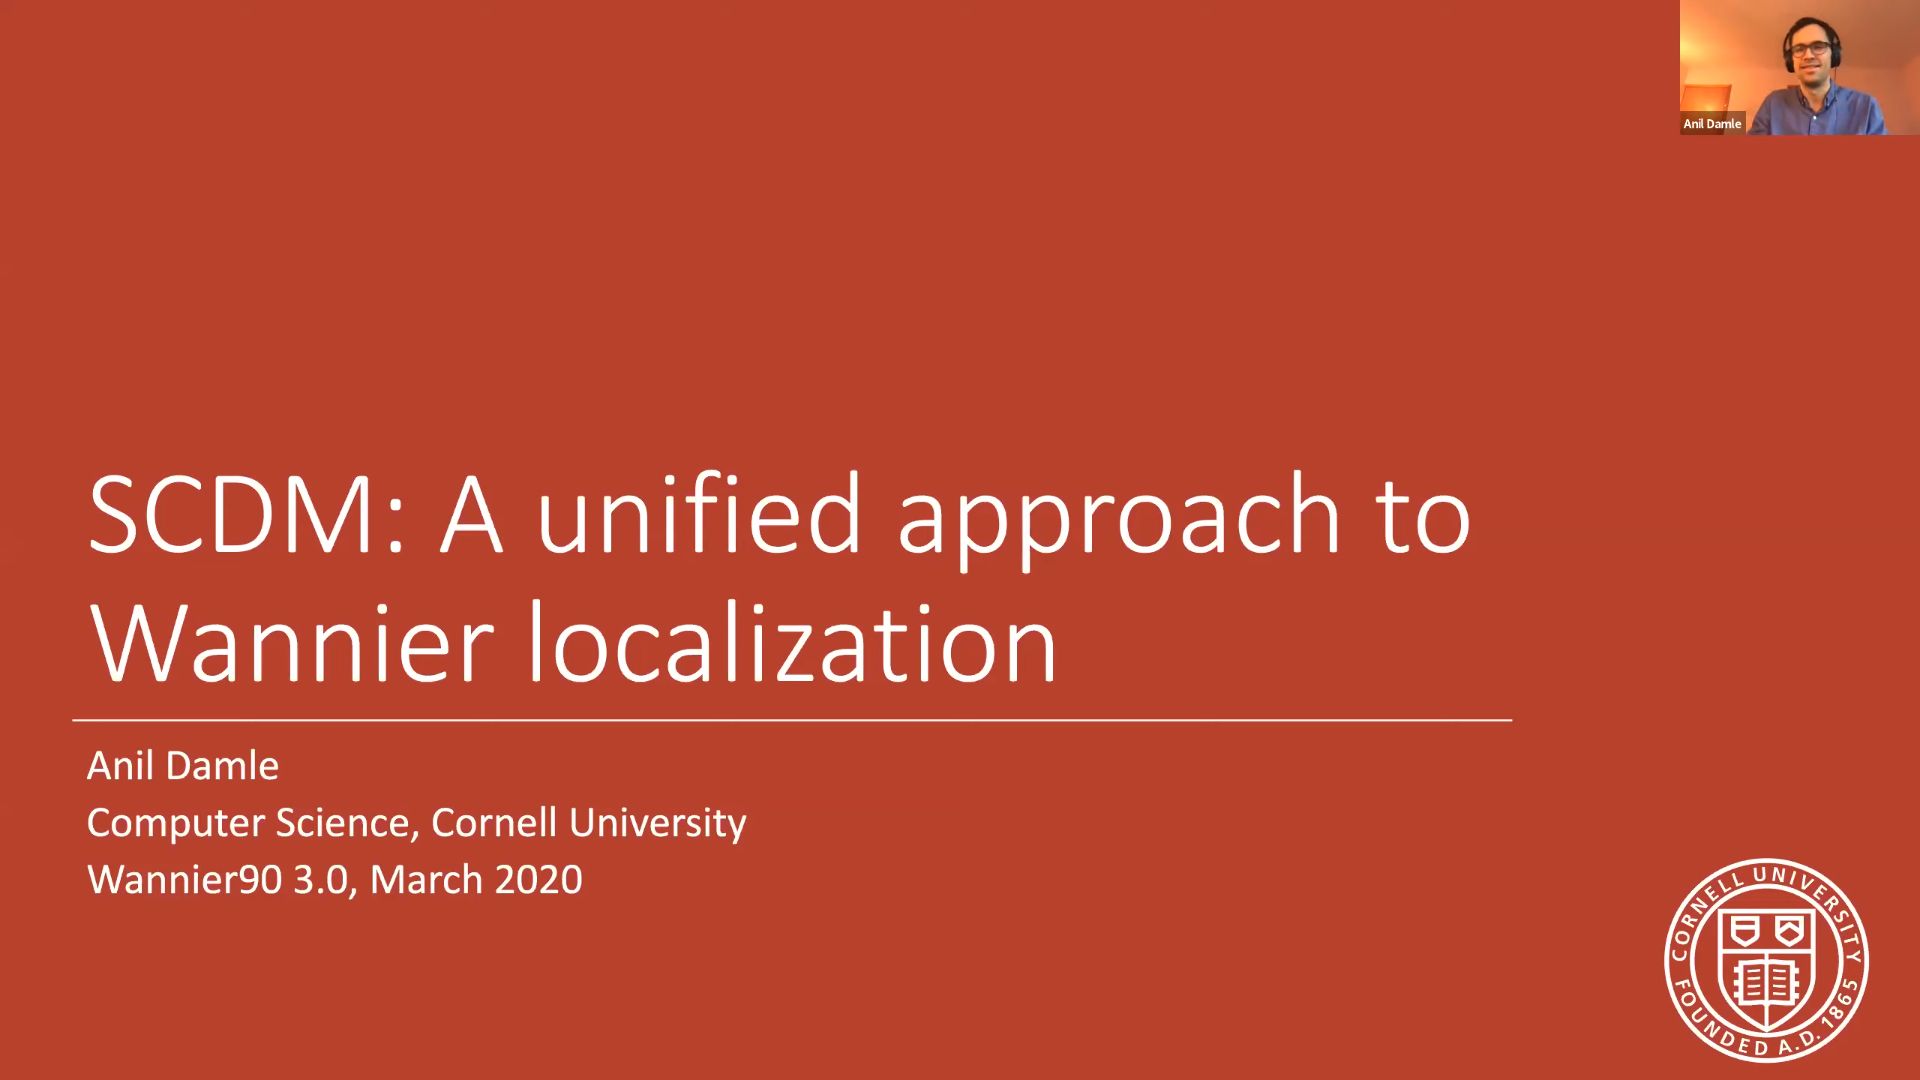 Anil Damle
SCDM: A unified approach to
Wannier localization
Anil Damle
Computer Science, Cornell University
Wannier90 3.0, March 2020
CORNELL UNIVERSITY
FOUNDED A.D. 1865